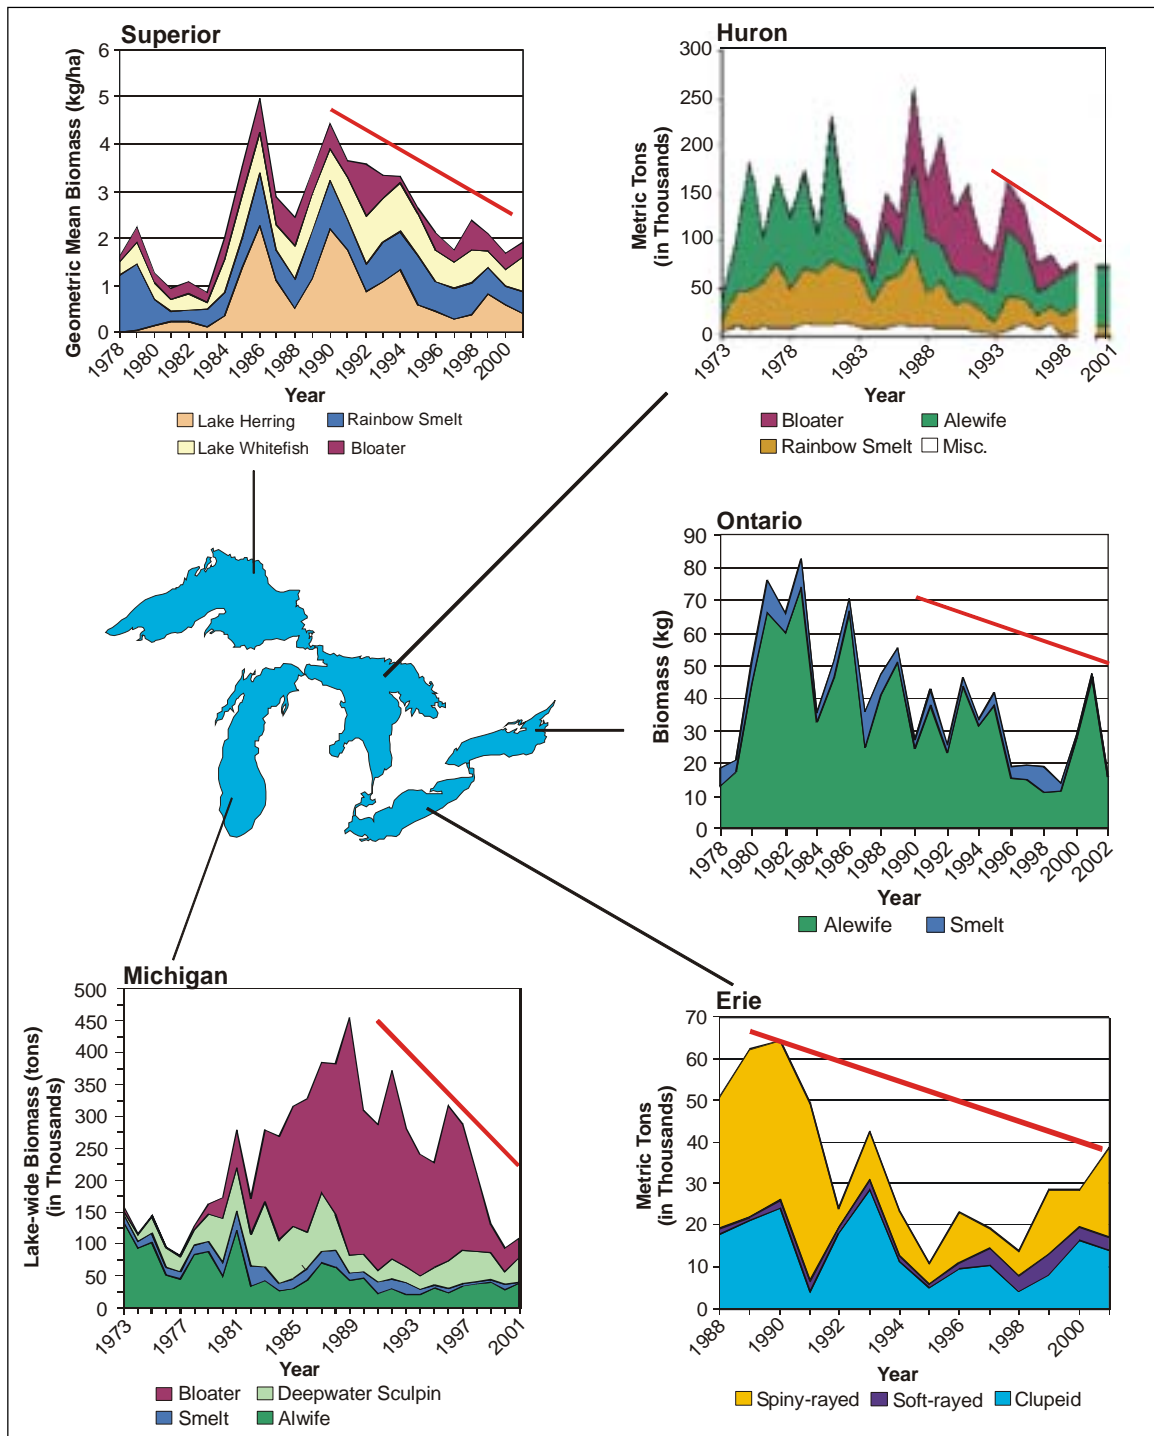 Superior
Geometric Mean Biomass (kg/ha)
6
5
4
3
2
1
0
1978
1980
1982
1984
1986
1988
1990
1992
1994
1996
1998
2000
Year
Lake Herring
Rainbow Smelt
Lake Whitefish
Bloater
Huron
Metric Tons
(in Thousands)
300
250
200
150
100
50
0
1973
1978
1983
1988
1993
1998
2001
Year
Bloater
Alewife
Rainbow Smelt
Misc.
Ontario
Biomass (kg)
90
80
70
60
50
40
30
20
10
0
1978
1980
1982
1984
1986
1988
1990
1992
1994
1996
1998
2000
2002
Year
Alewife
Smelt
Michigan
Lake-wide Biomass (tons)
(in Thousands)
500
450
400
350
300
250
200
150
100
50
0
1973
1977
1981
1985
1989
1993
1997
2001
Year
Bloater
Deepwater Sculpin
Smelt
Alwife
Erie
Metric Tons
(in Thousands)
70
60
50
40
30
20
10
0
1988
1990
1992
1994
1996
1998
2000
Year
Spiny-rayed
Soft-rayed
Clupeid